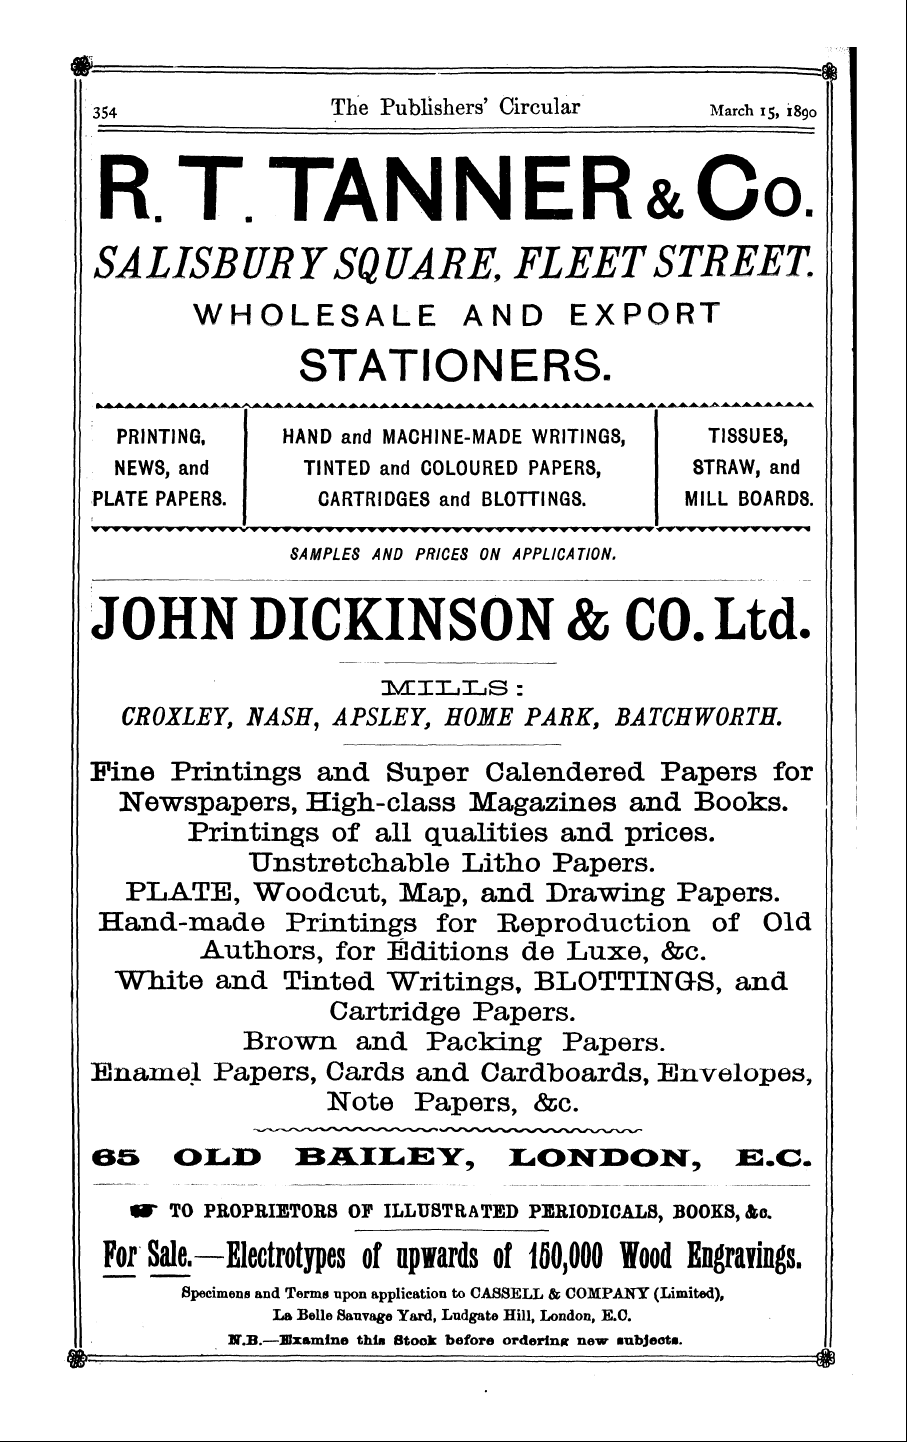 354 The Publishers' Circular March 15, 1890
R. T. TANNER & Co.
SALISBURY SQUARE, FLEET STREET.
WHOLESALE AND EXPORT
STATIONERS.
PRINTING,
NEWS, and
PLATE PAPERS.
HAND and MACHINE-MADE WRITINGS,
TINTED and COLOURED PAPERS,
CARTRIDGES and BLOTTINGS.
TISSUES,
STRAW, and
MILL BOARDS.
SAMPLES AND PRICES ON APPLICATION.
JOHN DICKINSON & CO. Ltd.
MILLS:
CROXLEY, NASH, APSLEY, HOME PARK, BATCHWORTH.
Fine Printings and Super Calendered Papers for
Newspapers, High-class Magazines and Books.
Printings of all qualities and prices.
Unstretchable Litho Papers.
PLATE, Woodcut, Map, and Drawing Papers.
Hand-made Printings for Reproduction of Old
Authors, for Editions de Luxe, &c.
White and Tinted Writings, BLOTTINGS, and
Cartridge Papers.
Brown and Packing Papers.
Enamel Papers, Cards and Cardboards, Envelopes,
Note Papers, &c.
65 OLD BAILEY, LONDON, E.C.
☛ TO PROPRIETORS OF ILLUSTRATED PERIODICALS, BOOKS, &c.
For Sale.—Electrotypes of upwards of 150,000 Wood Engravings.
Specimens and Terms upon application to CASSELL & COMPANY (Limited),
La Belle Sauvage Yard, Ludgate Hill, London, E.C.
N.B.—Examine this Stock before ordering new subjects.